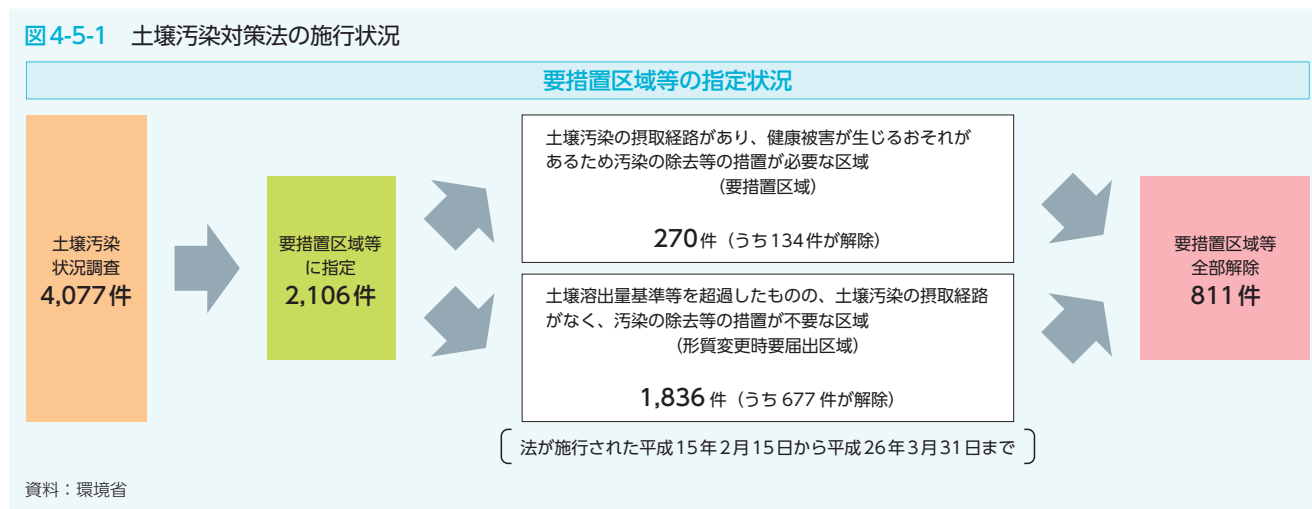 図4-5-1 土壌汚染対策法の施行状況
要措置区域等の指定状況
土壌汚染
状況調査
4,077件
要措置区域等
に指定
2,106件
土壌汚染の摂取経路があり、健康被害が生じるおそれが
あるため汚染の除去等の措置が必要な区域
(要措置区域)
270件(うち134件が解除)
土壌溶出量基準等を超過したものの、土壌汚染の摂取経路
がなく、汚染の除去等の措置が不要な区域
(形質変更時要届出区域)
1,836件(うち677件が解除)
要措置区域等
全部解除
811件
法が施行された平成15年2月15日から平成26年3月31日まで
資料:環境省